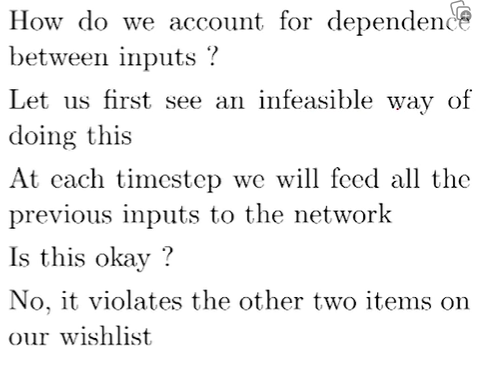 How do we account for dependence
between inputs ?
Let us first see an infeasible way of
doing this
At each timestep we will feed all the
previous inputs to the network
Is this okay ?
No, it violates the other two items on
our wishlist